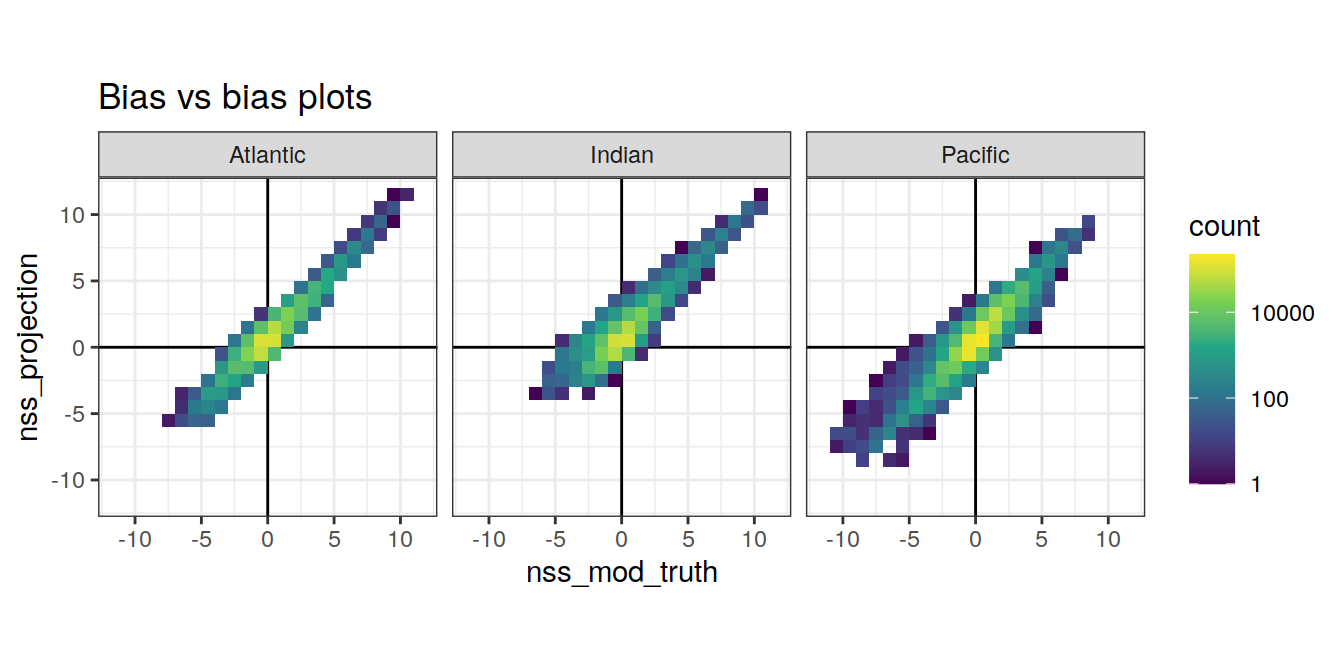 Bias vs bias plots
Atlantic
Indian
Pacific
10
5
0
-5
-10
nss_projection
-10 -5 0 5 10
-10 -5 0 5 10
-10 -5 0 5 10
nss_mod_truth
count
10000
100
1